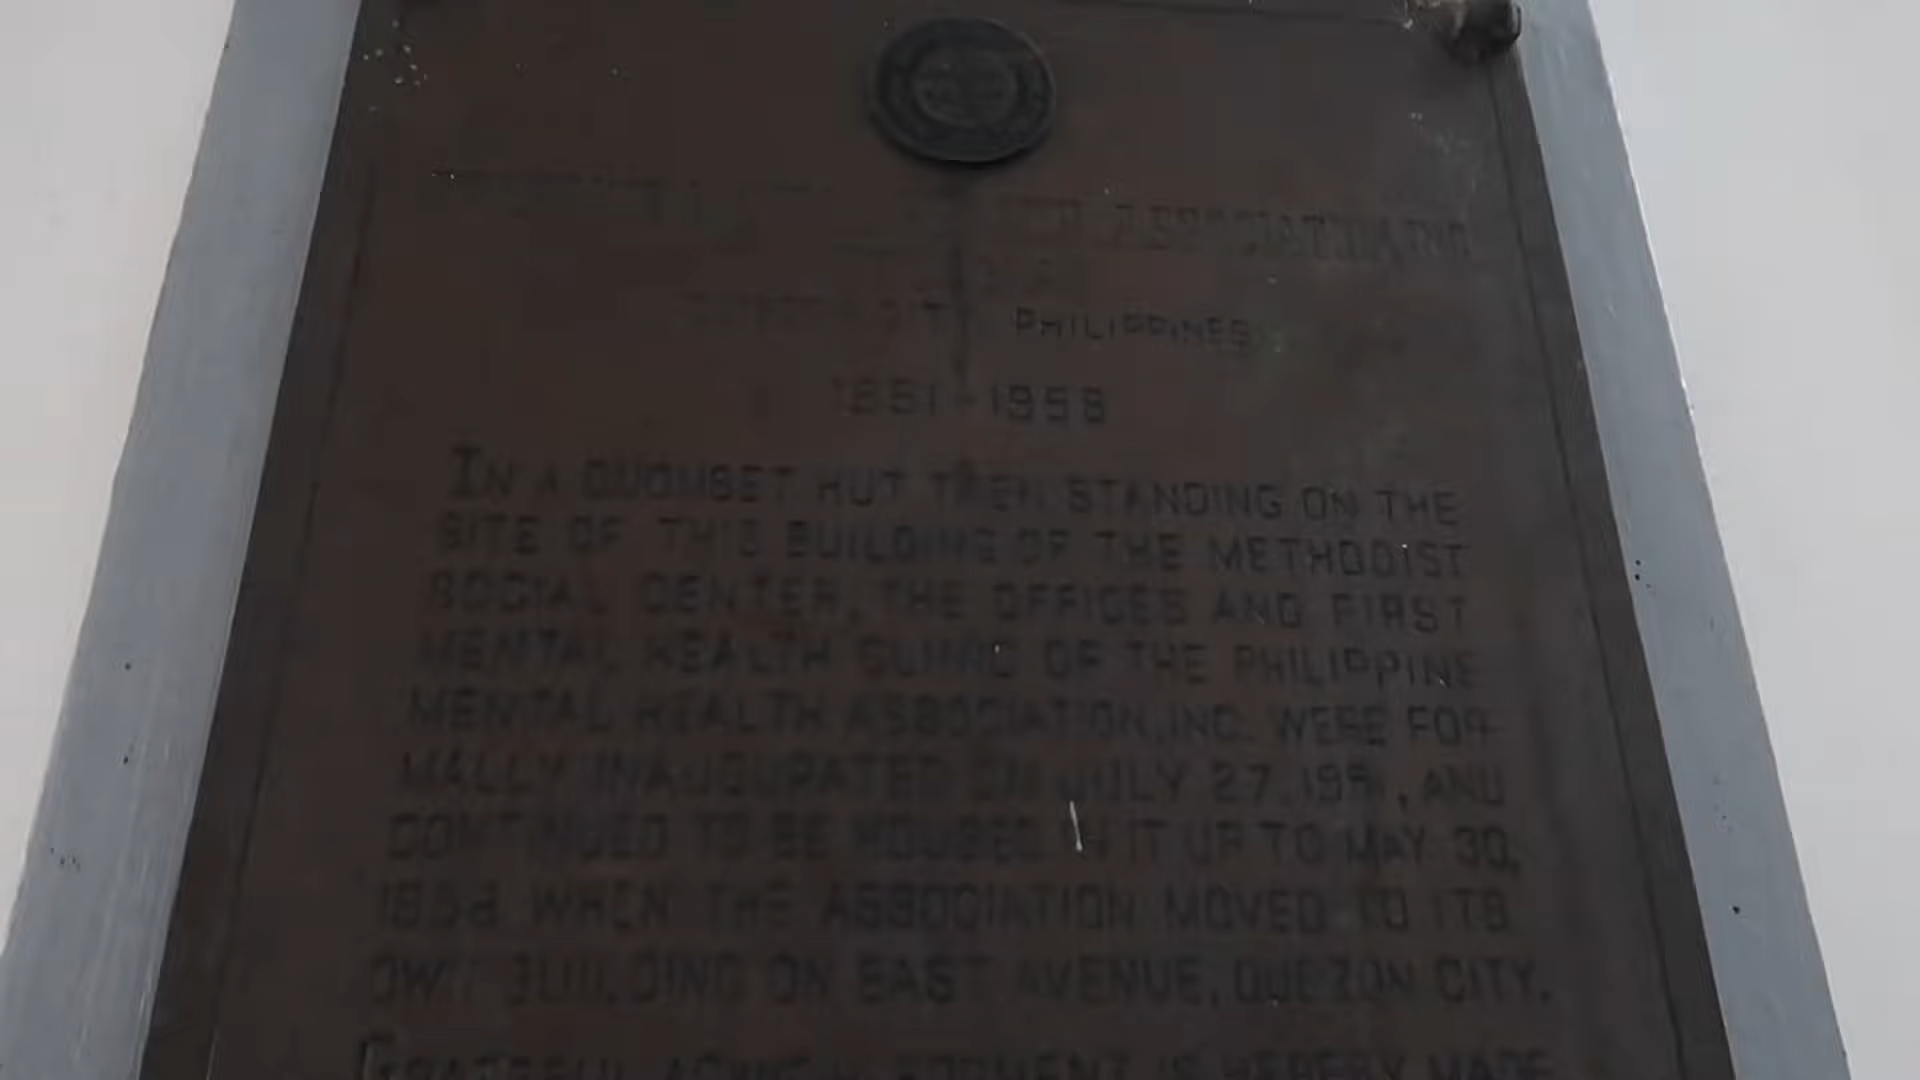 ASSOCIATION, INC.
CITY, PHILIPPINES
1951-1958
IN A QUONSET HUT THEN STANDING ON THE
SITE OF THIS BUILDING OF THE METHODIST
SOCIAL CENTER, THE OFFICES AND FIRST
MENTAL HEALTH CLINIC OF THE PHILIPPINE
MENTAL HEALTH ASSOCIATION, INC. WERE FOR-
MALLY INAUGURATED ON JULY 27, 1951, AND
CONTINUED TO BE HOUSED IN IT UP TO MAY 30,
1958 WHEN THE ASSOCIATION MOVED TO ITS
OWN BUILDING ON EAST AVENUE, QUEZON CITY.
GRATEFUL ACKNOWLEDGMENT IS HEREBY MADE